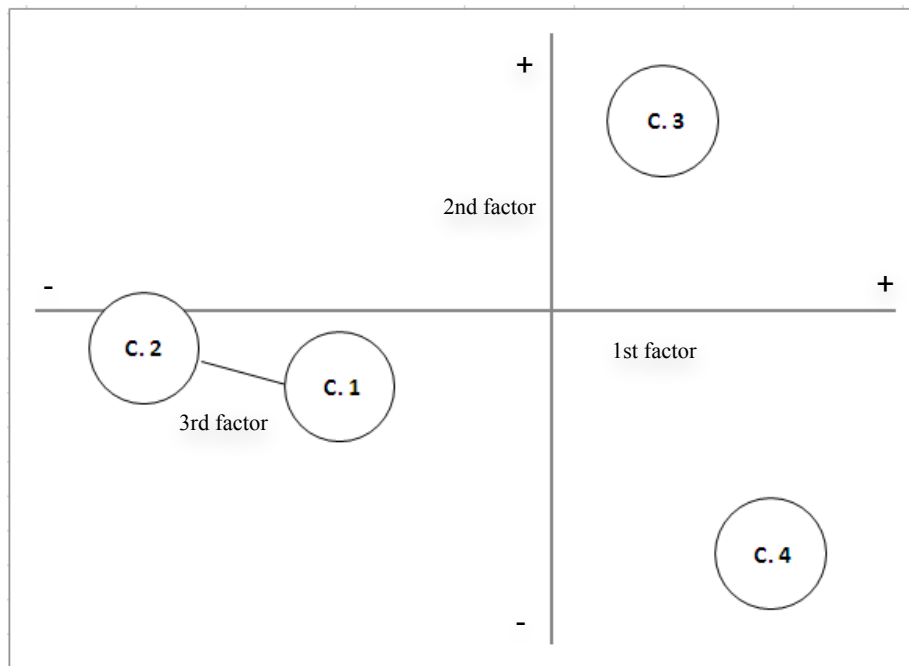 +
C. 3
2nd factor
-
+
C. 2
1st factor
C. 1
3rd factor
C. 4
-